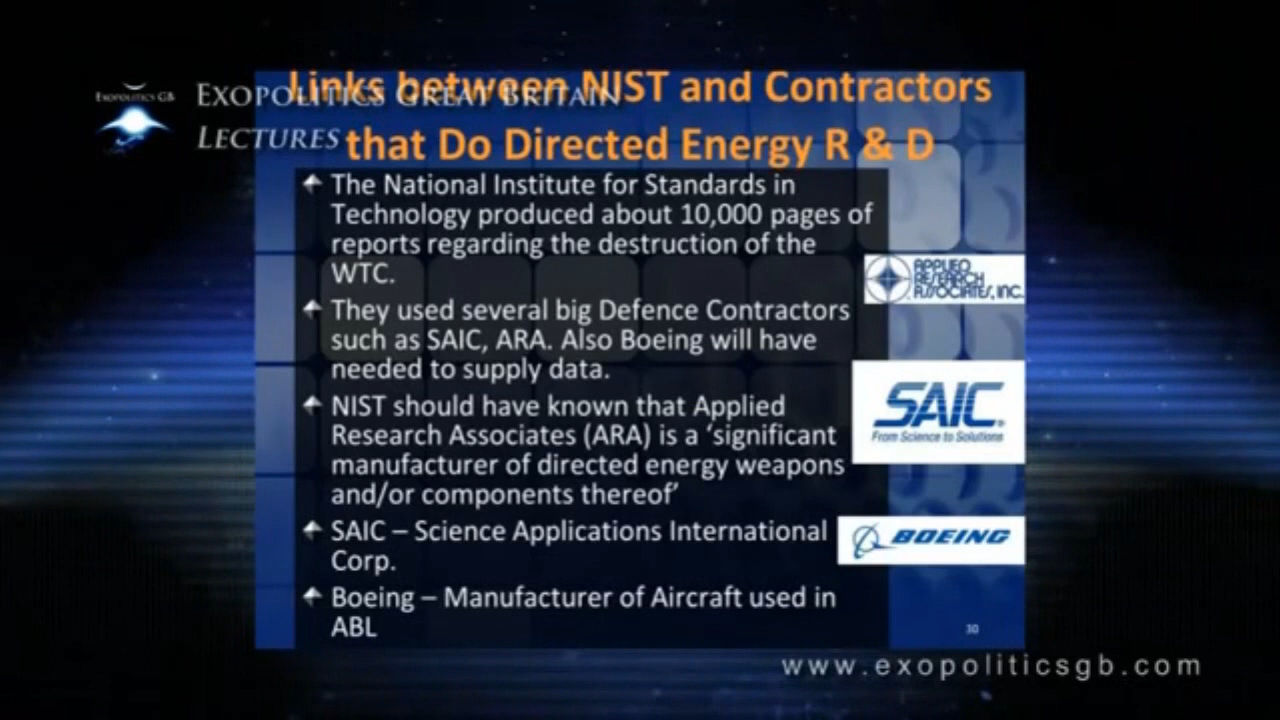 EXOPOLITICS GB
EXOPOLITICS GREAT BRITAIN
LECTURES
Links between NIST and Contractors
that Do Directed Energy R & D
The National Institute for Standards in
Technology produced about 10,000 pages of
reports regarding the destruction of the
WTC.
They used several big Defence Contractors
such as SAIC, ARA. Also Boeing will have
needed to supply data.
NIST should have known that Applied
Research Associates (ARA) is a ‘significant
manufacturer of directed energy weapons
and/or components thereof’
SAIC – Science Applications International
Corp.
Boeing – Manufacturer of Aircraft used in
ABL
APPLIED
RESEARCH
ASSOCIATES, INC.
SAIC
From Science to Solutions
BOEING
30
www.exopoliticsgb.com